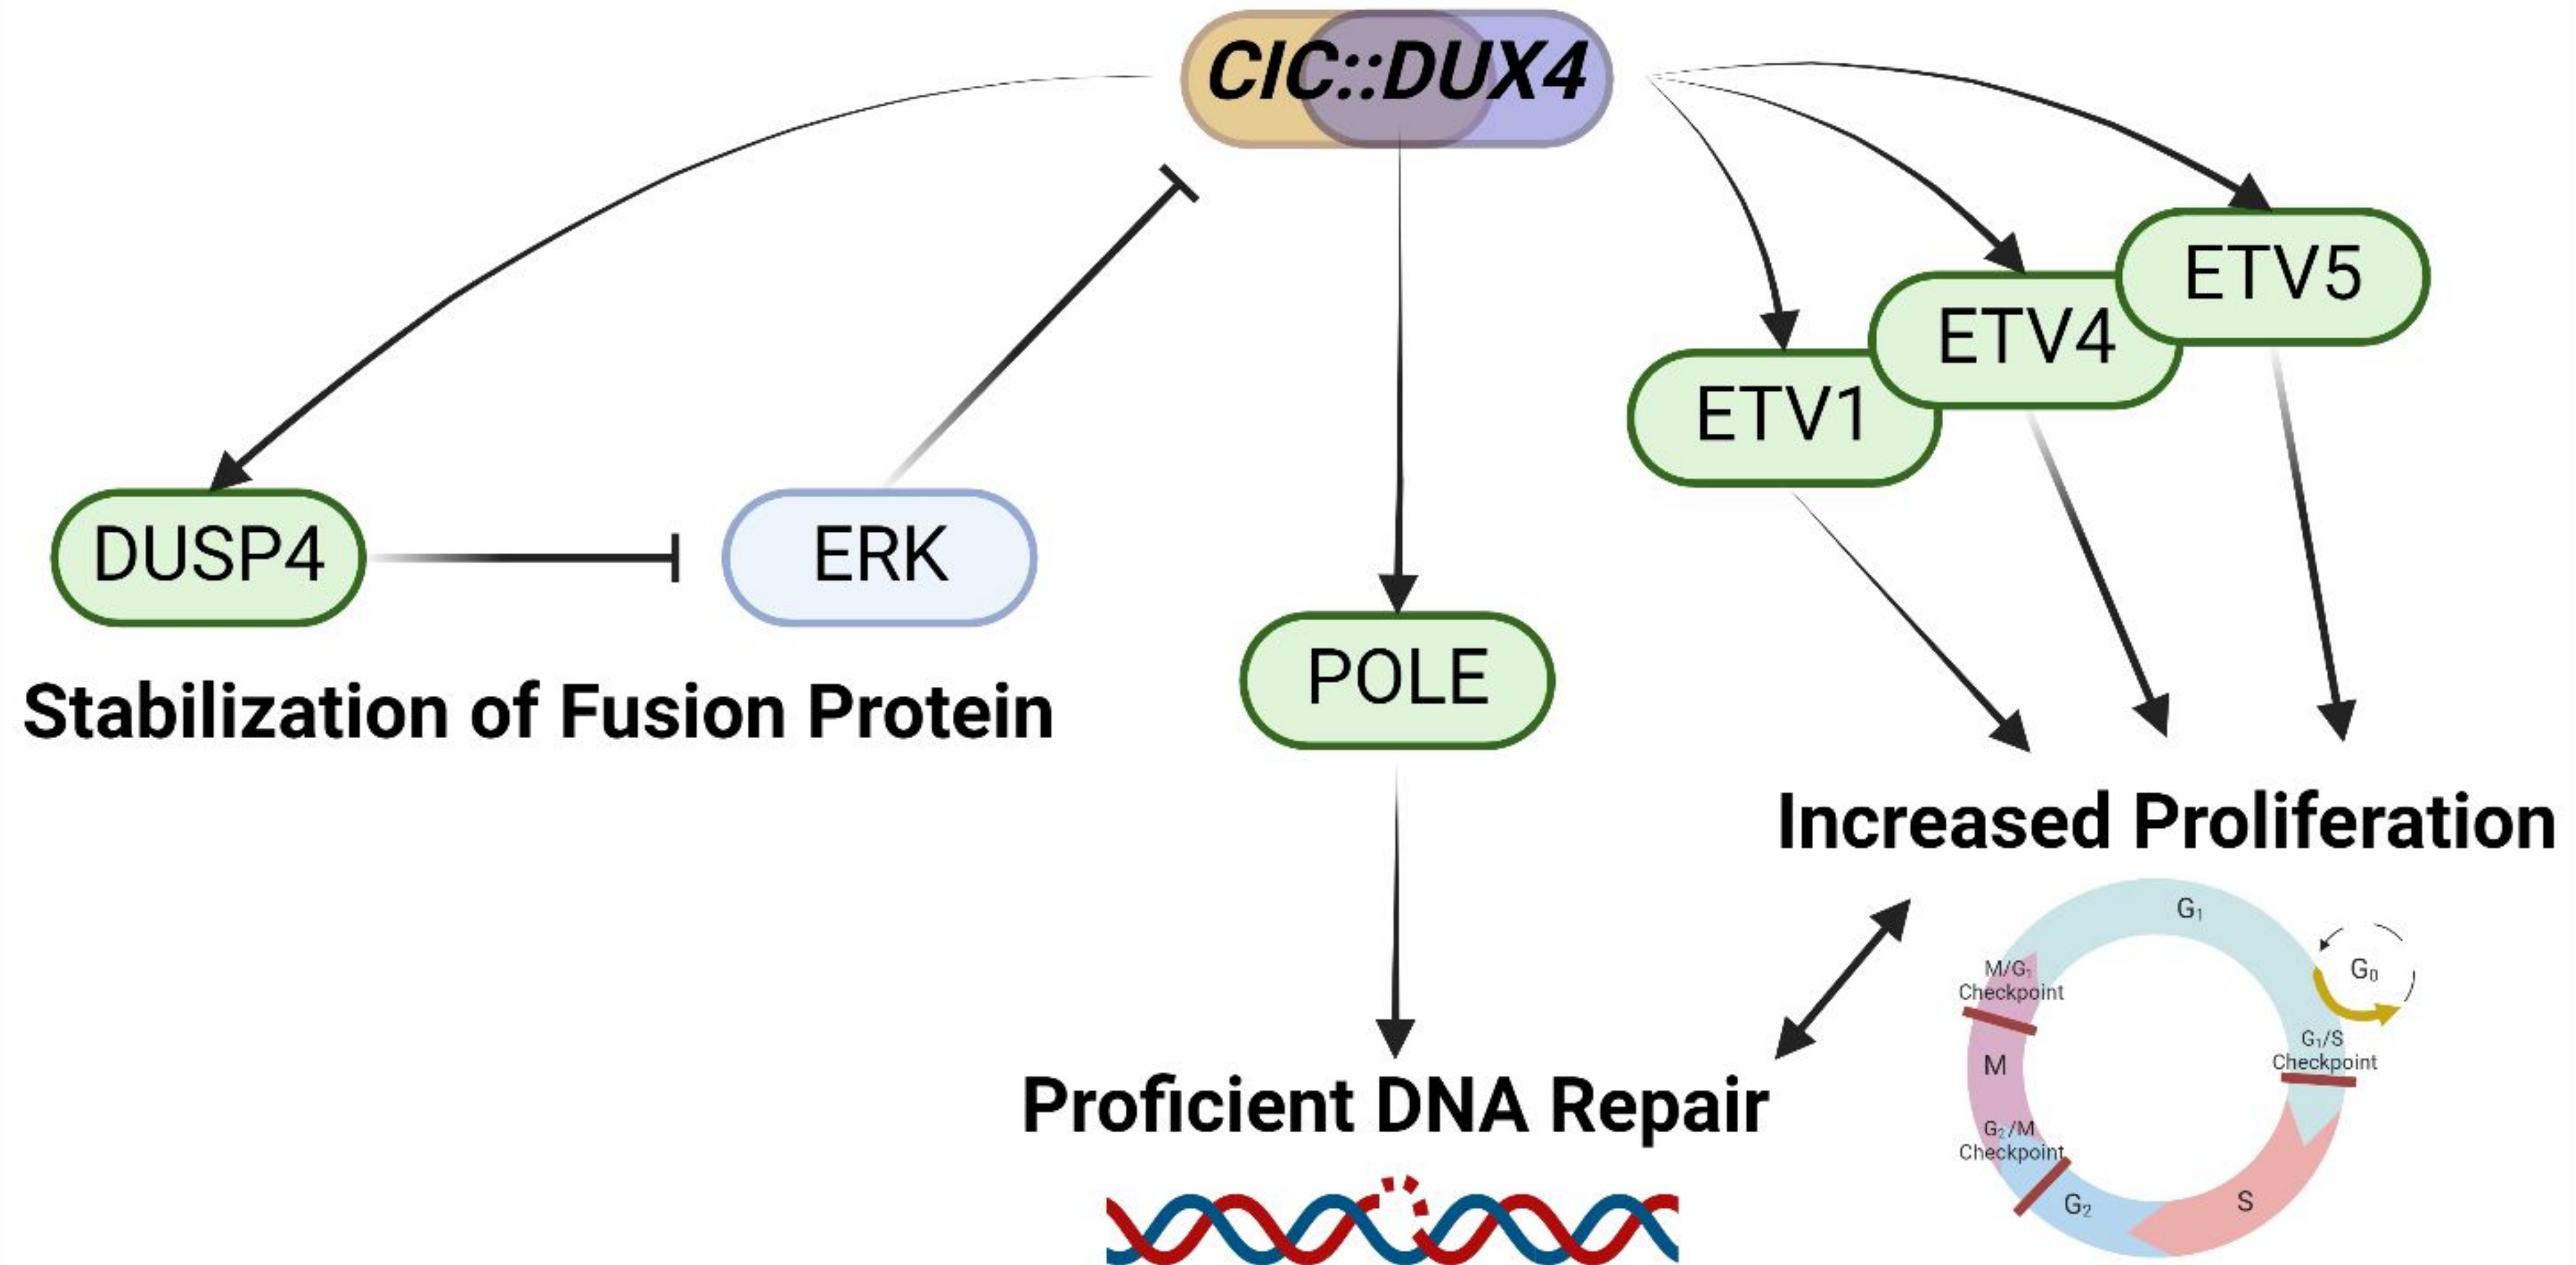 CIC::DUX4
ETV5
ETV4
ETV1
DUSP4
ERK
POLE
Stabilization of Fusion Protein
Increased Proliferation
Proficient DNA Repair
G₁
G₀
M/G₁
Checkpoint
G₁/S
Checkpoint
M
G₂/M
Checkpoint
G₂
S